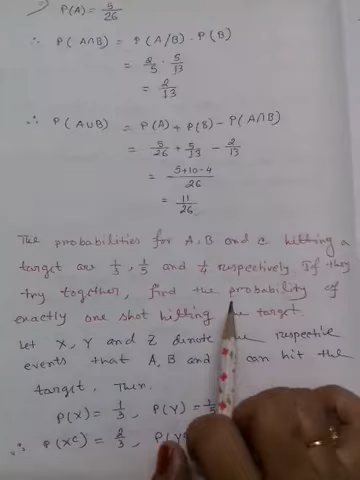 ⇒ P(A) = 5/26
∴ P(A∩B) = P(A/B) · P(B)
= 2/5 · 5/13
= 2/13
∴ P(A∪B) = P(A) + P(B) - P(A∩B)
= 5/26 + 5/13 - 2/13
= 5+10-4/26
= 11/26
The probabilities for A, B and C hitting a
target are 1/3, 1/5 and 1/4 respectively. If they
try together, find the probability of
exactly one shot hitting the target.
Let X, Y and Z denote the respective
events that A, B and can hit the
target, Then
P(X) = 1/3, P(Y) = 1/5
∴ P(Xᶜ) = 2/3,